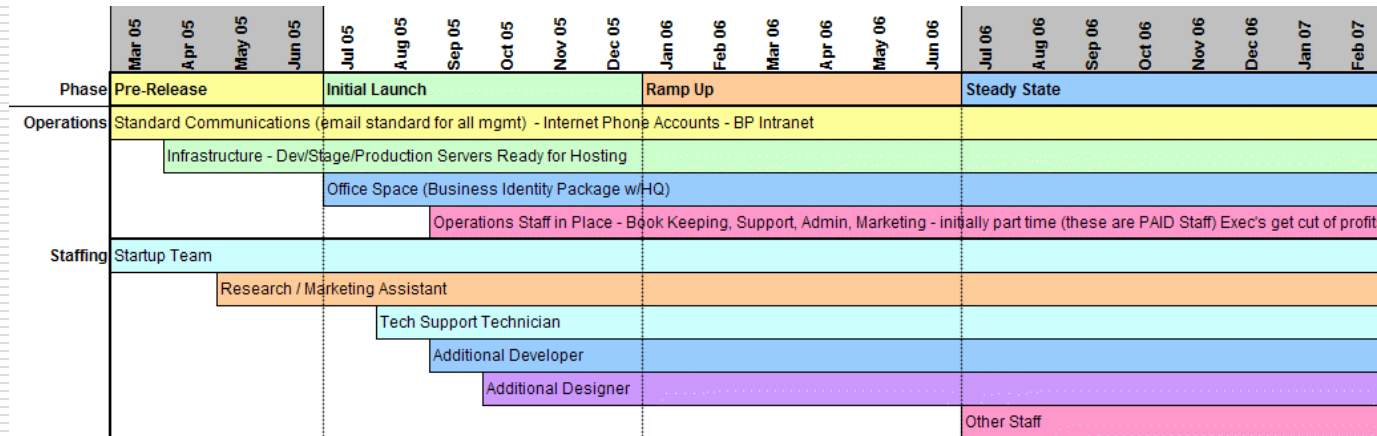 Mar 05 Apr 05 May 05 Jun 05 Jul 05 Aug 05 Sep 05 Oct 05 Nov 05 Dec 05 Jan 06 Feb 06 Mar 06 Apr 06 May 06 Jun 06 Jul 06 Aug 06 Sep 06 Oct 06 Nov 06 Dec 06 Jan 07 Feb 07
Phase Pre-Release Initial Launch Ramp Up Steady State
Operations Standard Communications (email standard for all mgmt) - Internet Phone Accounts - BP Intranet
Infrastructure - Dev/Stage/Production Servers Ready for Hosting
Office Space (Business Identity Package w/HQ)
Operations Staff in Place - Book Keeping, Support, Admin, Marketing - initially part time (these are PAID Staff) Exec's get cut of profit
Staffing Startup Team
Research / Marketing Assistant
Tech Support Technician
Additional Developer
Additional Designer
Other Staff